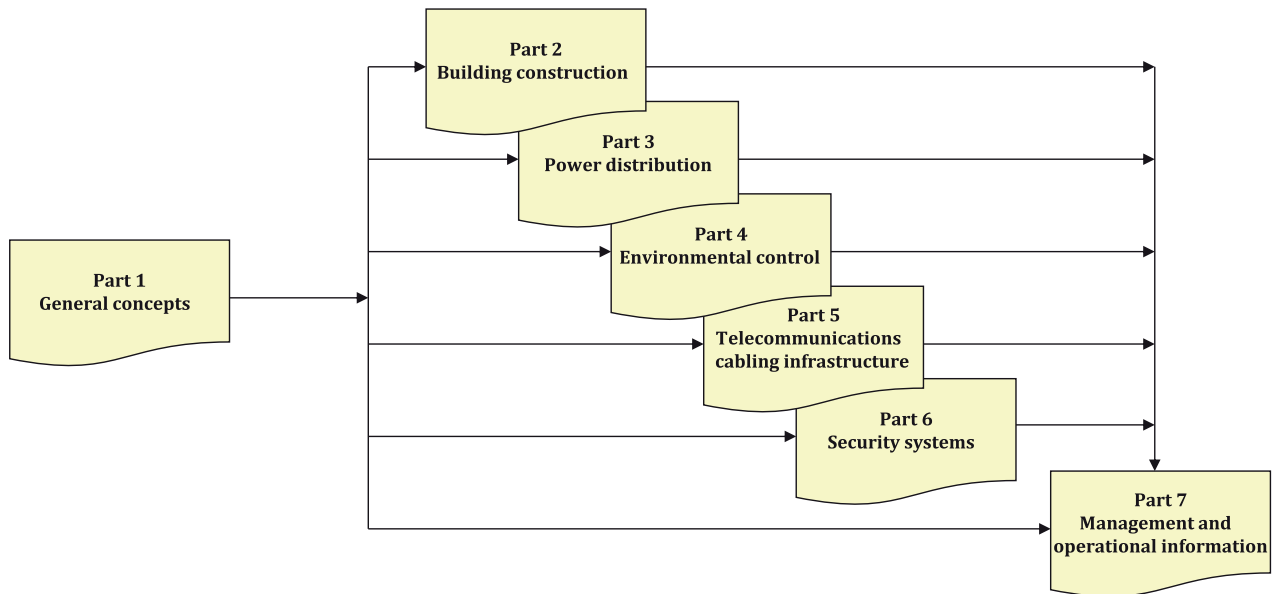 Part 1
General concepts
Part 2
Building construction
Part 3
Power distribution
Part 4
Environmental control
Part 5
Telecommunications
cabling infrastructure
Part 6
Security systems
Part 7
Management and
operational information